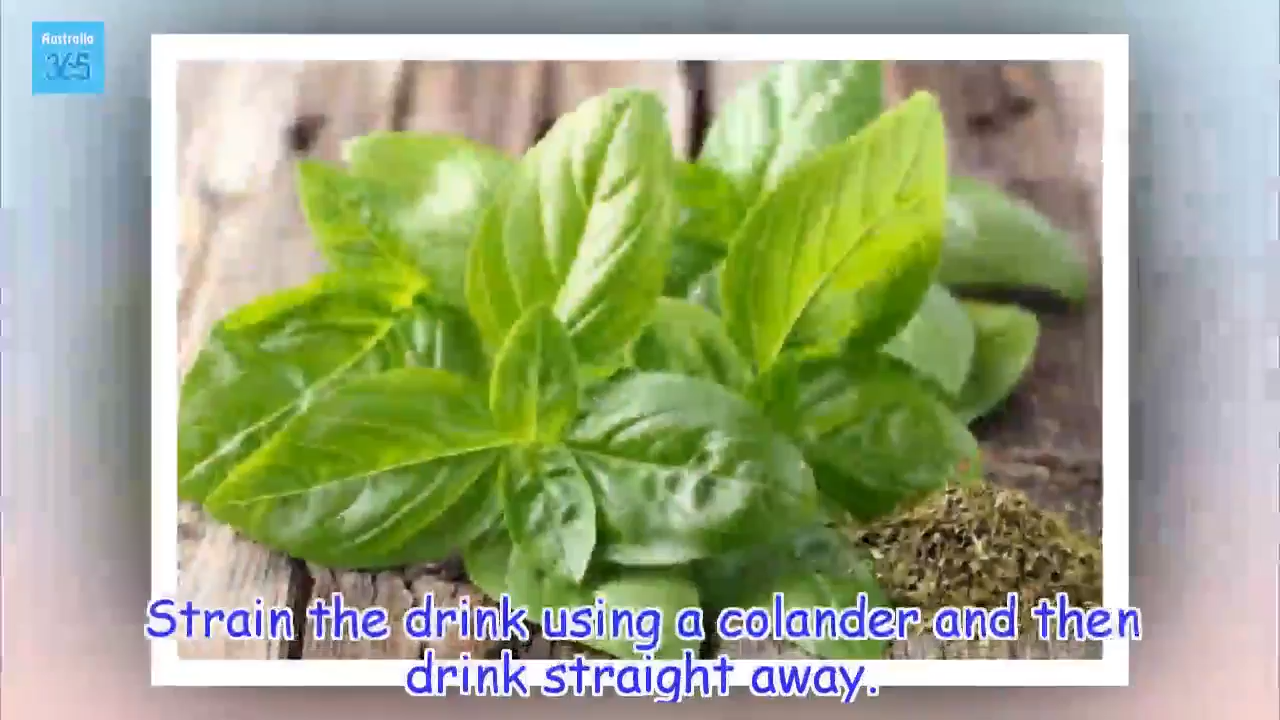 Australia
365
Strain the drink using a colander and then
drink straight away.